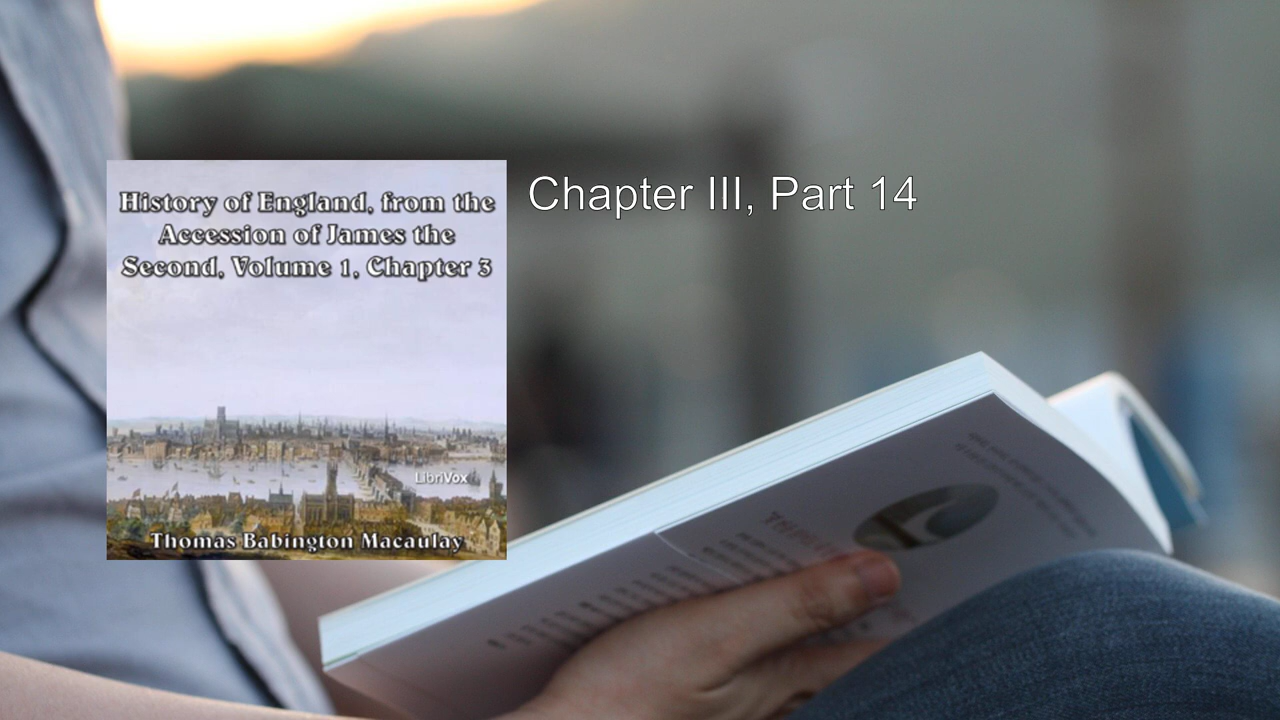 History of England, from the
Accession of James the
Second, Volume 1, Chapter 3
LibriVox
Thomas Babington Macaulay
Chapter III, Part 14